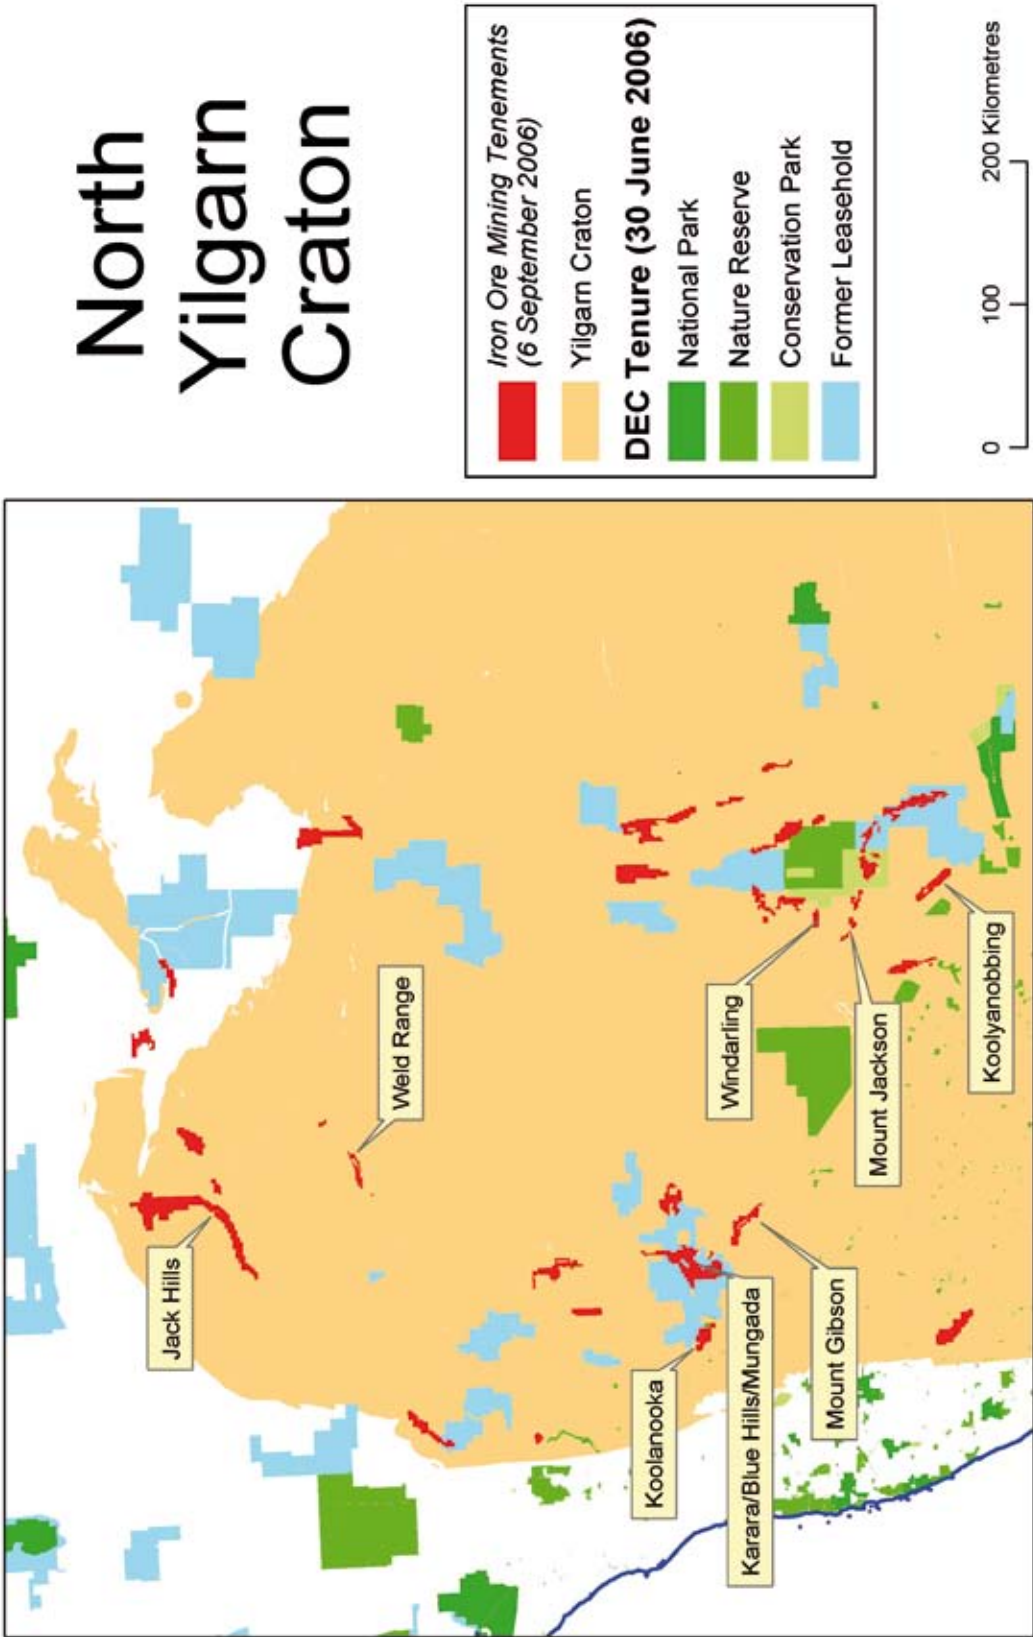 North
Yilgarn
Craton
Iron Ore Mining Tenements
(6 September 2006)
Yilgarn Craton
DEC Tenure (30 June 2006)
National Park
Nature Reserve
Conservation Park
Former Leasehold
0 100 200 Kilometres
Jack Hills
Weld Range
Windarling
Mount Jackson
Koolyanobbing
Koolanooka
Karara/Blue Hills/Mungada
Mount Gibson